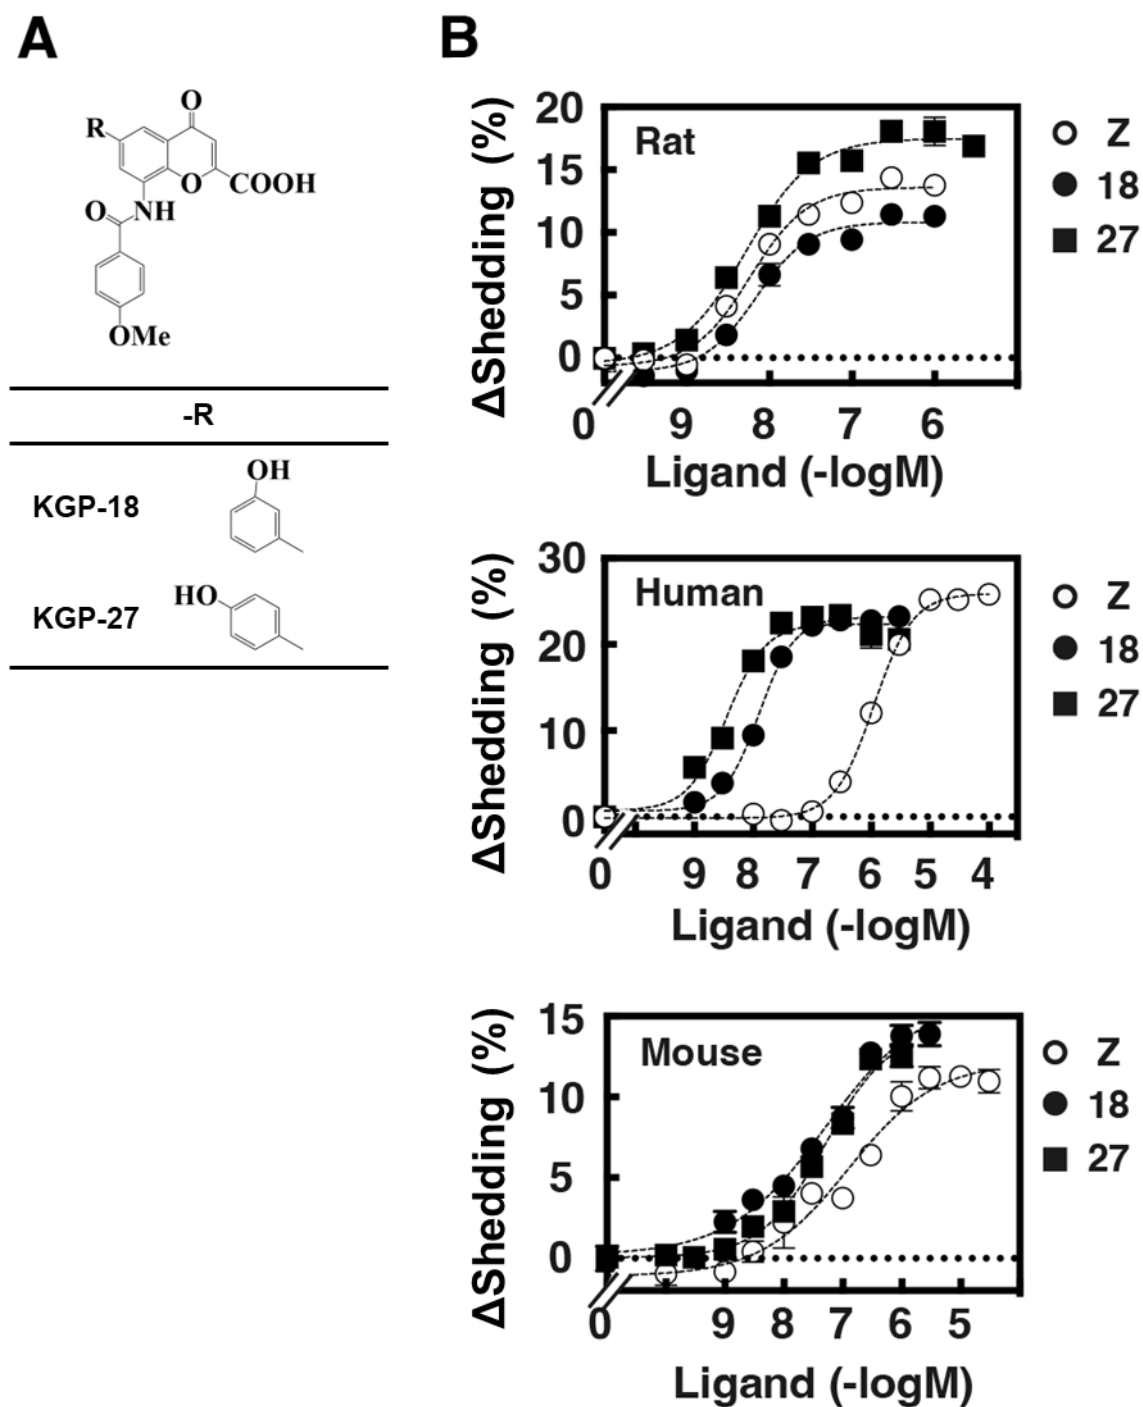 A
B
O
R
O
COOH
O
NH
OMe
-R
KGP-18
OH
KGP-27
HO
ΔShedding (%)
20
15
10
5
0
Rat
Z
18
27
0 9 8 7 6
Ligand (-logM)
ΔShedding (%)
30
20
10
0
Human
Z
18
27
0 9 8 7 6 5 4
Ligand (-logM)
ΔShedding (%)
15
10
5
0
Mouse
Z
18
27
0 9 8 7 6 5
Ligand (-logM)